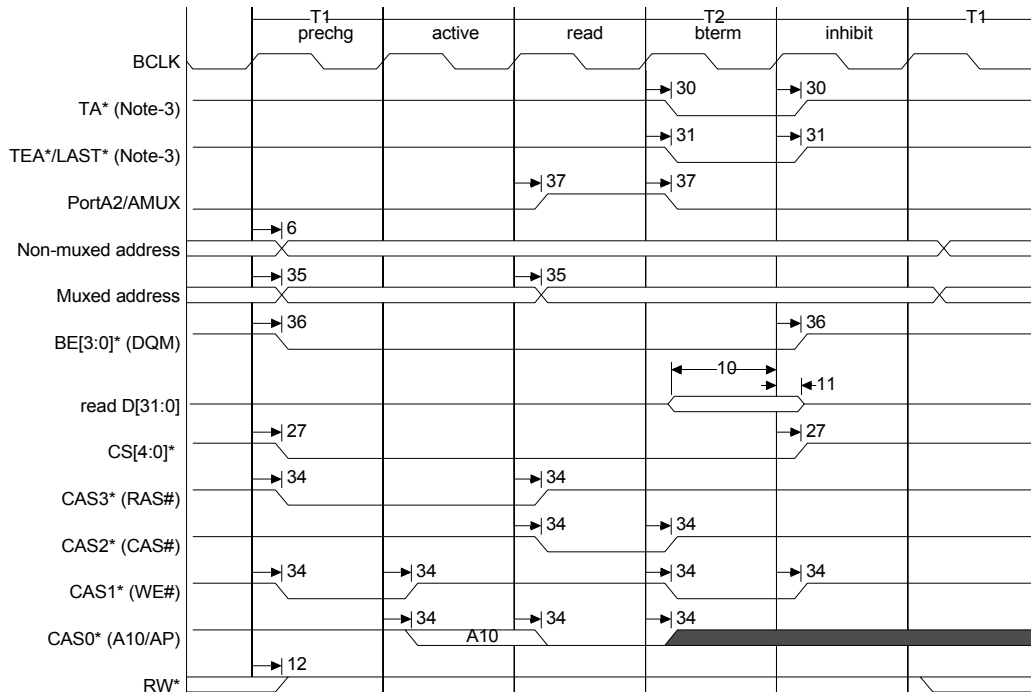 T1 T2 T1
prechg active read bterm inhibit
BCLK
30 30
TA* (Note-3)
31 31
TEA*/LAST* (Note-3)
37 37
PortA2/AMUX
6
Non-muxed address
35 35
Muxed address
36 36
BE[3:0]* (DQM)
10
11
read D[31:0]
27 27
CS[4:0]*
34 34
CAS3* (RAS#)
34 34
CAS2* (CAS#)
34 34 34 34
CAS1* (WE#)
34 34 34
CAS0* (A10/AP) A10
12
RW*